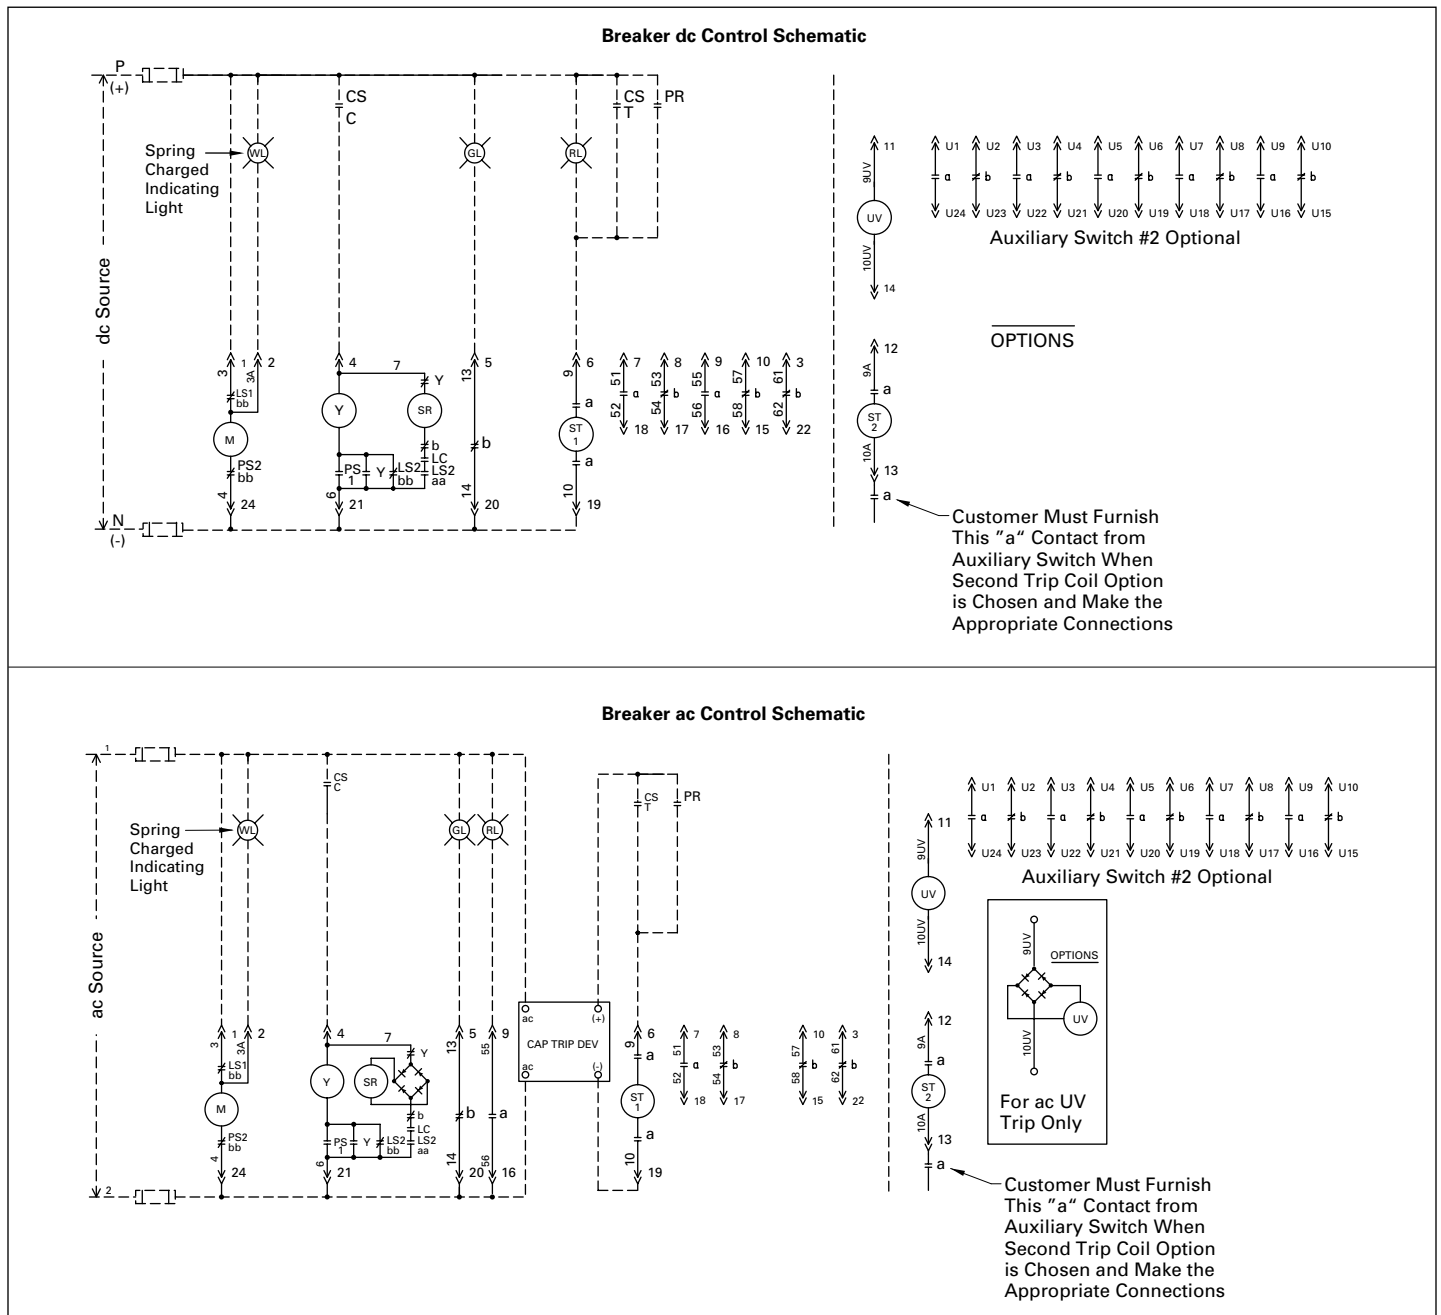 Breaker dc Control Schematic
P
(+)
CS
C
CS
T
PR
Spring
Charged
Indicating
Light
WL
GL
RL
dc Source
11
9UV
UV
10UV
14
U1 U2 U3 U4 U5 U6 U7 U8 U9 U10
a b a b a b a b a b
U24 U23 U22 U21 U20 U19 U18 U17 U16 U15
Auxiliary Switch #2 Optional
OPTIONS
1 2 4 7 5 6 7 8 9 10 3
3 3A 13 9 51 53 55 57 61
LS1
bb
Y
Y
SR
a
a b a b b
52 54 56 58 62
M
ST
1
PS2
bb
b
LC
LS2
aa
PS
1
Y
LS2
bb
b
a
18 17 16 15 22
4 6 14 10
24 21 20 19
12
9A
a
ST
2
10A
13
a
N
(-)
Customer Must Furnish
This "a" Contact from
Auxiliary Switch When
Second Trip Coil Option
is Chosen and Make the
Appropriate Connections
Breaker ac Control Schematic
1
CS
C
CS
T
PR
Spring
Charged
Indicating
Light
WL
GL
RL
ac Source
11
9UV
UV
10UV
14
U1 U2 U3 U4 U5 U6 U7 U8 U9 U10
a b a b a b a b a b
U24 U23 U22 U21 U20 U19 U18 U17 U16 U15
Auxiliary Switch #2 Optional
9UV
OPTIONS
UV
10UV
For ac UV
Trip Only
ac
(+)
CAP TRIP DEV
ac
(-)
1 2 4 7 5 9 6 7 8 10 3
3 3A 13 55 9 51 53 57 61
LS1
bb
Y
Y
SR
a
a b b b
52 54 58 62
M
ST
1
PS2
bb
b
LC
LS2
aa
PS
1
Y
LS2
bb
b
a
a
18 17 15 22
4 6 14 56 10
24 21 20 16 19
12
9A
a
ST
2
10A
13
a
2
Customer Must Furnish
This "a" Contact from
Auxiliary Switch When
Second Trip Coil Option
is Chosen and Make the
Appropriate Connections